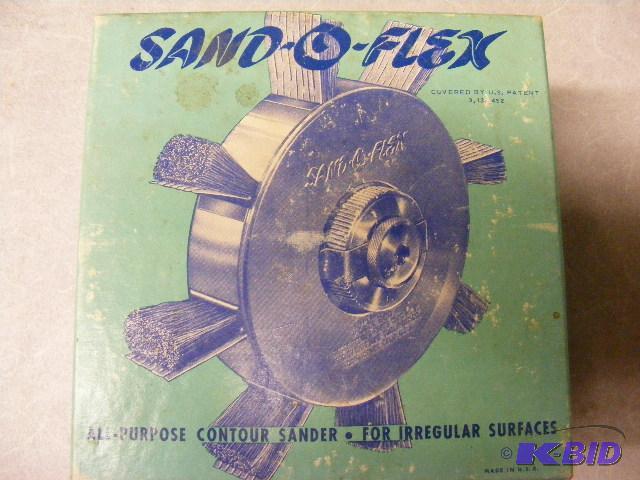 SAND-O-FLEX
COVERED BY U.S. PATENT
SAND-O-FLEX
ALL-PURPOSE CONTOUR SANDER • FOR IRREGULAR SURFACES
© K-BID
MADE IN U.S.A.